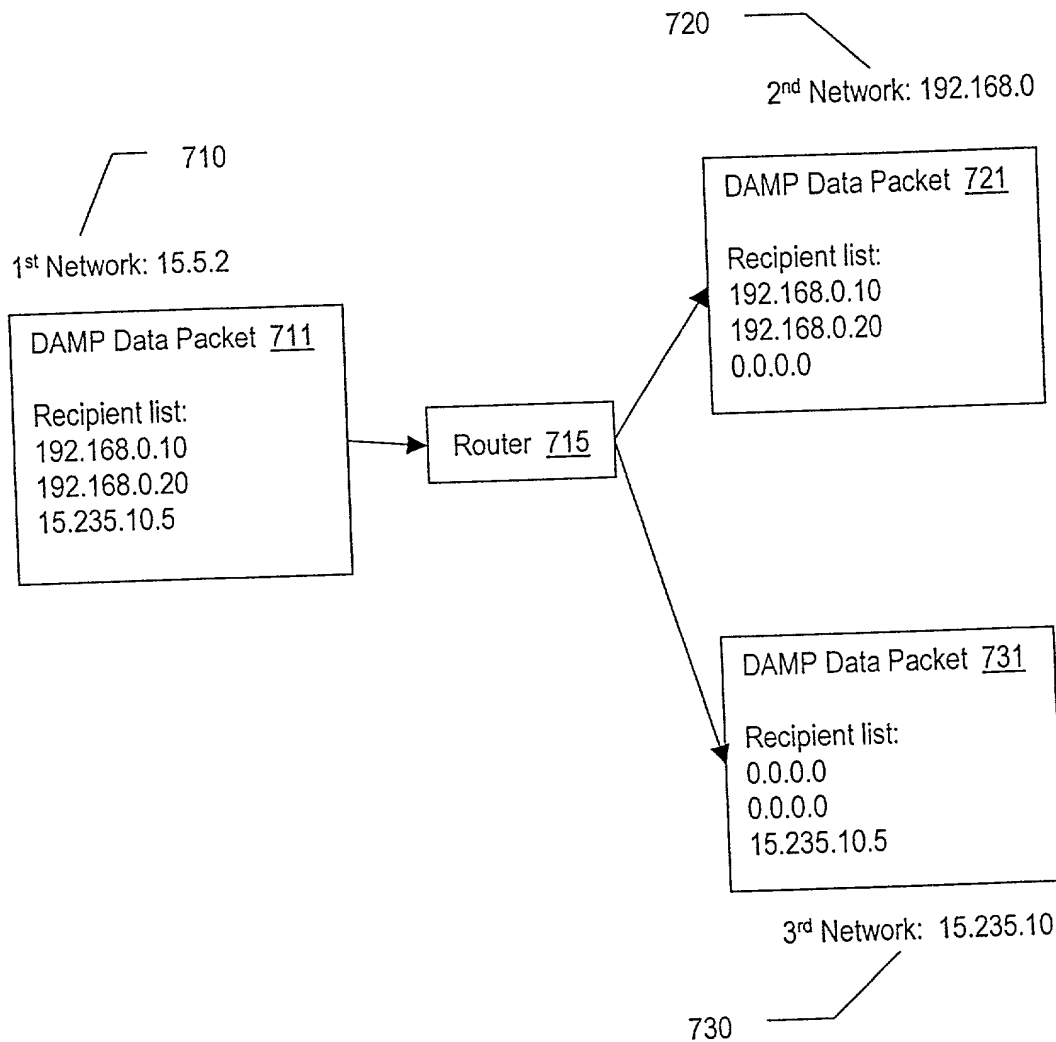 720
2nd Network: 192.168.0
710
1st Network: 15.5.2
DAMP Data Packet 711
Recipient list:
192.168.0.10
192.168.0.20
15.235.10.5
Router 715
DAMP Data Packet 721
Recipient list:
192.168.0.10
192.168.0.20
0.0.0.0
DAMP Data Packet 731
Recipient list:
0.0.0.0
0.0.0.0
15.235.10.5
3rd Network: 15.235.10
730